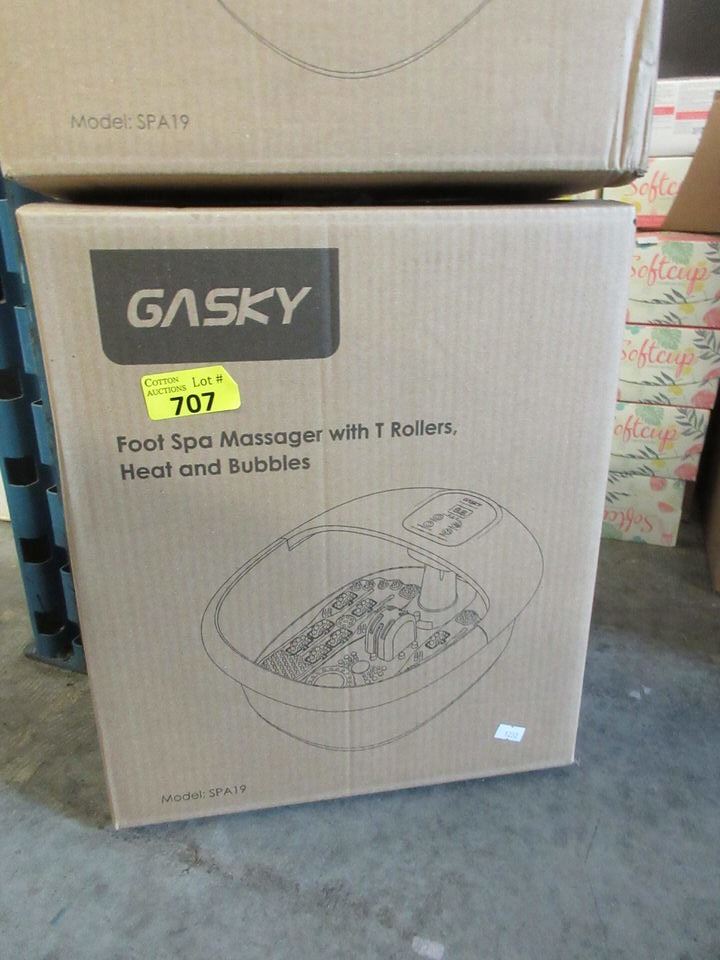 Model: SPA19
GASKY
COTTON AUCTIONS Lot #
707
Foot Spa Massager with T Rollers,
Heat and Bubbles
GASKY
Model: SPA19
Softcup
Softcup
Softcup
Softcup